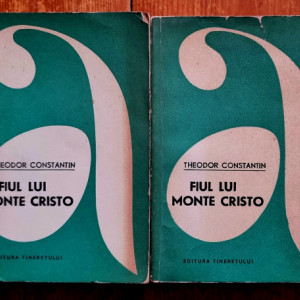 THEODOR CONSTANTIN
FIUL LUI
MONTE CRISTO
EDITURA TINERETULUI
THEODOR CONSTANTIN
FIUL LUI
MONTE CRISTO
EDITURA TINERETULUI